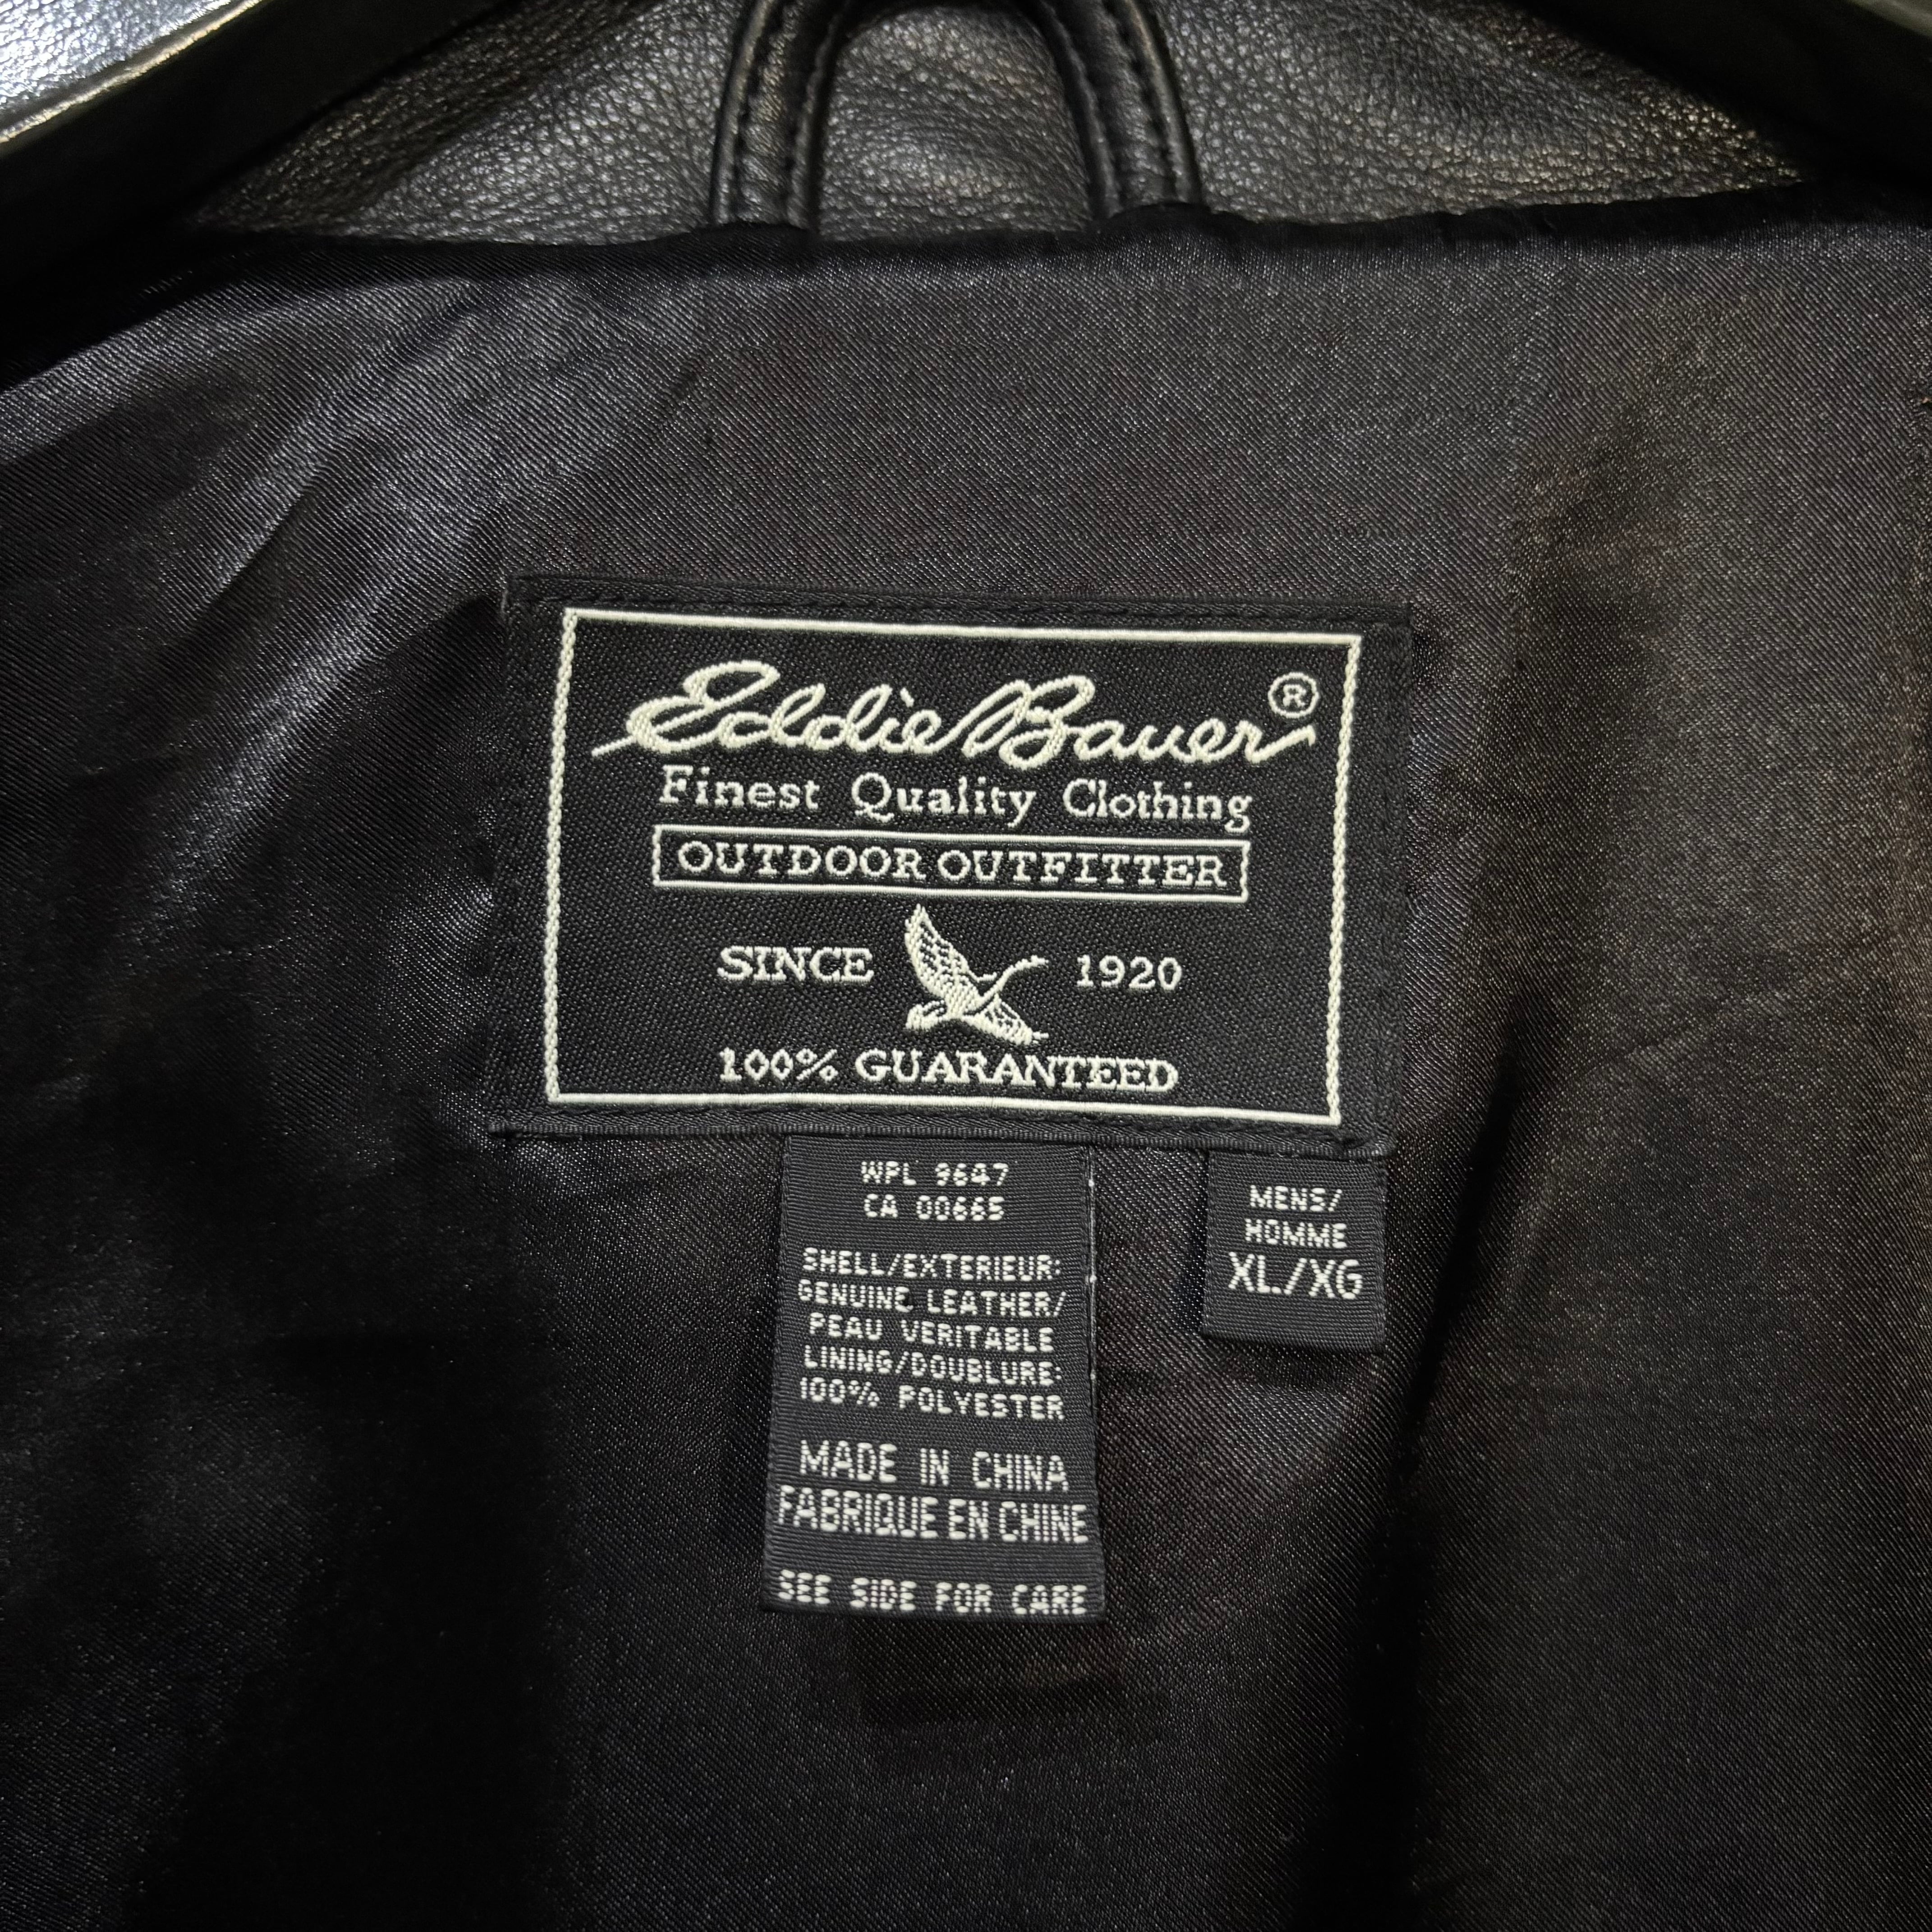 Eddie Bauer®
Finest Quality Clothing
OUTDOOR OUTFITTER
SINCE 1920
100% GUARANTEED
WPL 9647
CA 00665
SHELL/EXTERIEUR:
GENUINE LEATHER/
PEAU VERITABLE
LINING/DOUBLURE:
100% POLYESTER
MADE IN CHINA
FABRIQUE EN CHINE
SEE SIDE FOR CARE
MENS/
HOMME
XL/XG